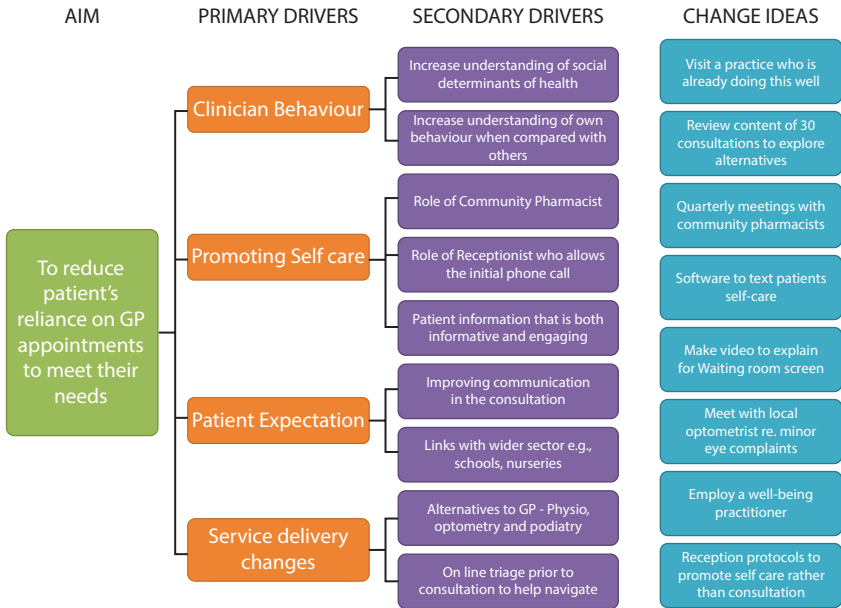 AIM
PRIMARY DRIVERS
SECONDARY DRIVERS
CHANGE IDEAS
To reduce
patient's
reliance on GP
appointments
to meet their
needs
Clinician Behaviour
Promoting Self care
Patient Expectation
Service delivery
changes
Increase understanding of social
determinants of health
Increase understanding of own
behaviour when compared with
others
Role of Community Pharmacist
Role of Receptionist who allows
the initial phone call
Patient information that is both
informative and engaging
Improving communication
in the consultation
Links with wider sector e.g.,
schools, nurseries
Alternatives to GP - Physio,
optometry and podiatry
On line triage prior to
consultation to help navigate
Visit a practice who is
already doing this well
Review content of 30
consultations to explore
alternatives
Quarterly meetings with
community pharmacists
Software to text patients
self-care
Make video to explain
for Waiting room screen
Meet with local
optometrist re. minor
eye complaints
Employ a well-being
practitioner
Reception protocols to
promote self care rather
than consultation